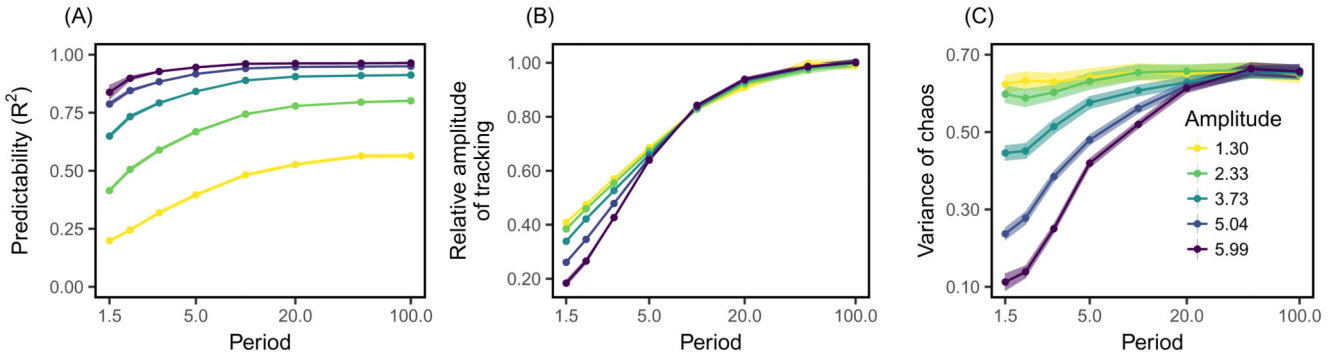 (A)
Predictability (R²)
1.00
0.75
0.50
0.25
0.00
1.5
5.0
20.0
100.0
Period
(B)
Relative amplitude
of tracking
1.00
0.80
0.60
0.40
0.20
1.5
5.0
20.0
100.0
Period
(C)
Variance of chaos
0.70
0.50
0.30
0.10
1.5
5.0
20.0
100.0
Period
Amplitude
1.30
2.33
3.73
5.04
5.99